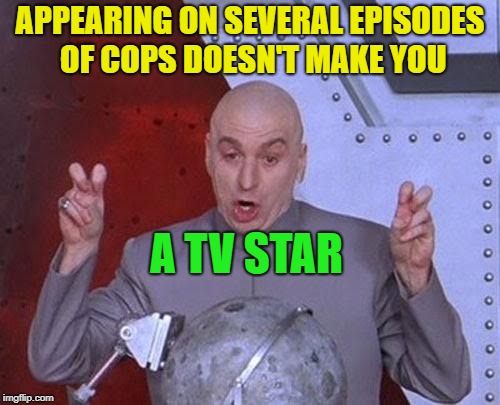 APPEARING ON SEVERAL EPISODES
OF COPS DOESN'T MAKE YOU
A TV STAR
imgflip.com